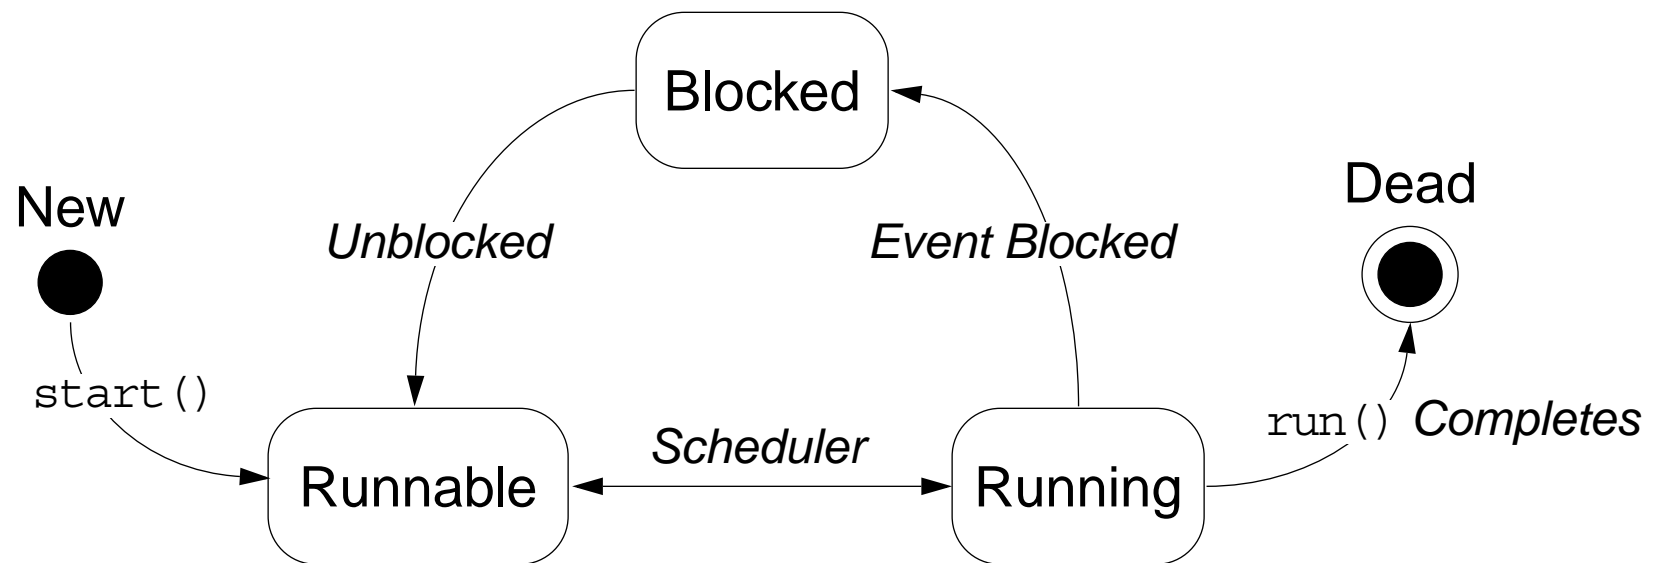 Blocked
Dead
New
Unblocked
Event Blocked
start()
run() Completes
Scheduler
Runnable
Running